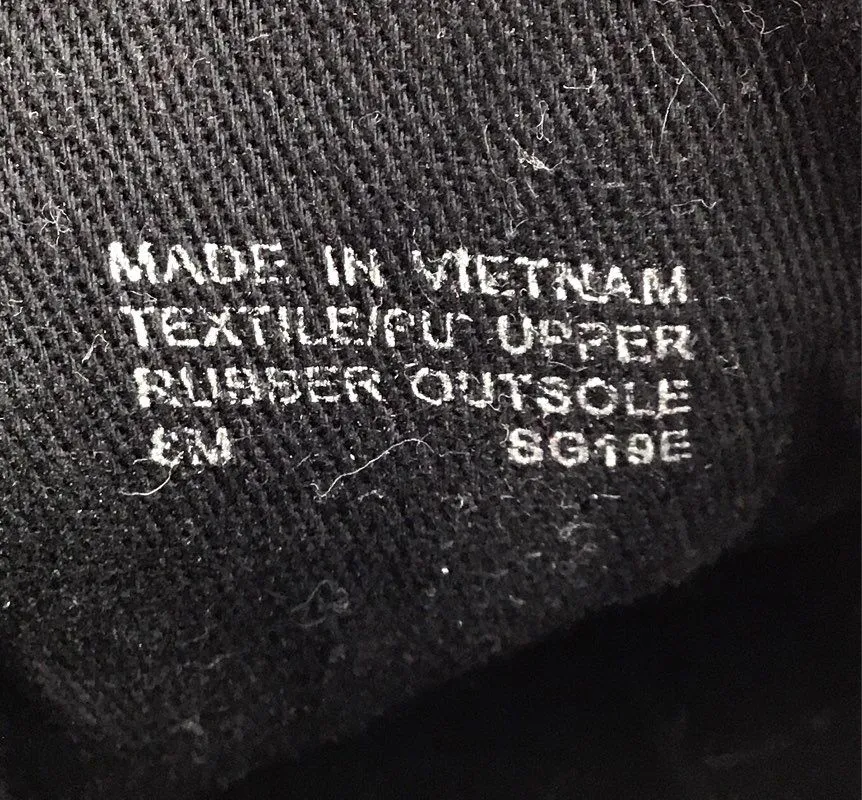 MADE IN VIETNAM
TEXTILE/PU UPPER
RUBBER OUTSOLE
SG19E